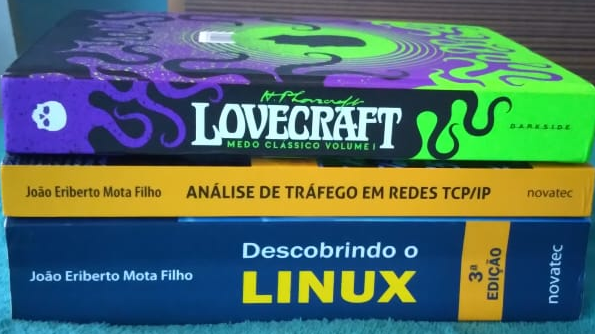 H.P. Lovecraft
LOVECRAFT
MEDO CLÁSSICO VOLUME I
DARKSIDE
João Eriberto Mota Filho
ANÁLISE DE TRÁFEGO EM REDES TCP/IP
novatec
João Eriberto Mota Filho
Descobrindo o
LINUX
3ª
EDIÇÃO
novatec